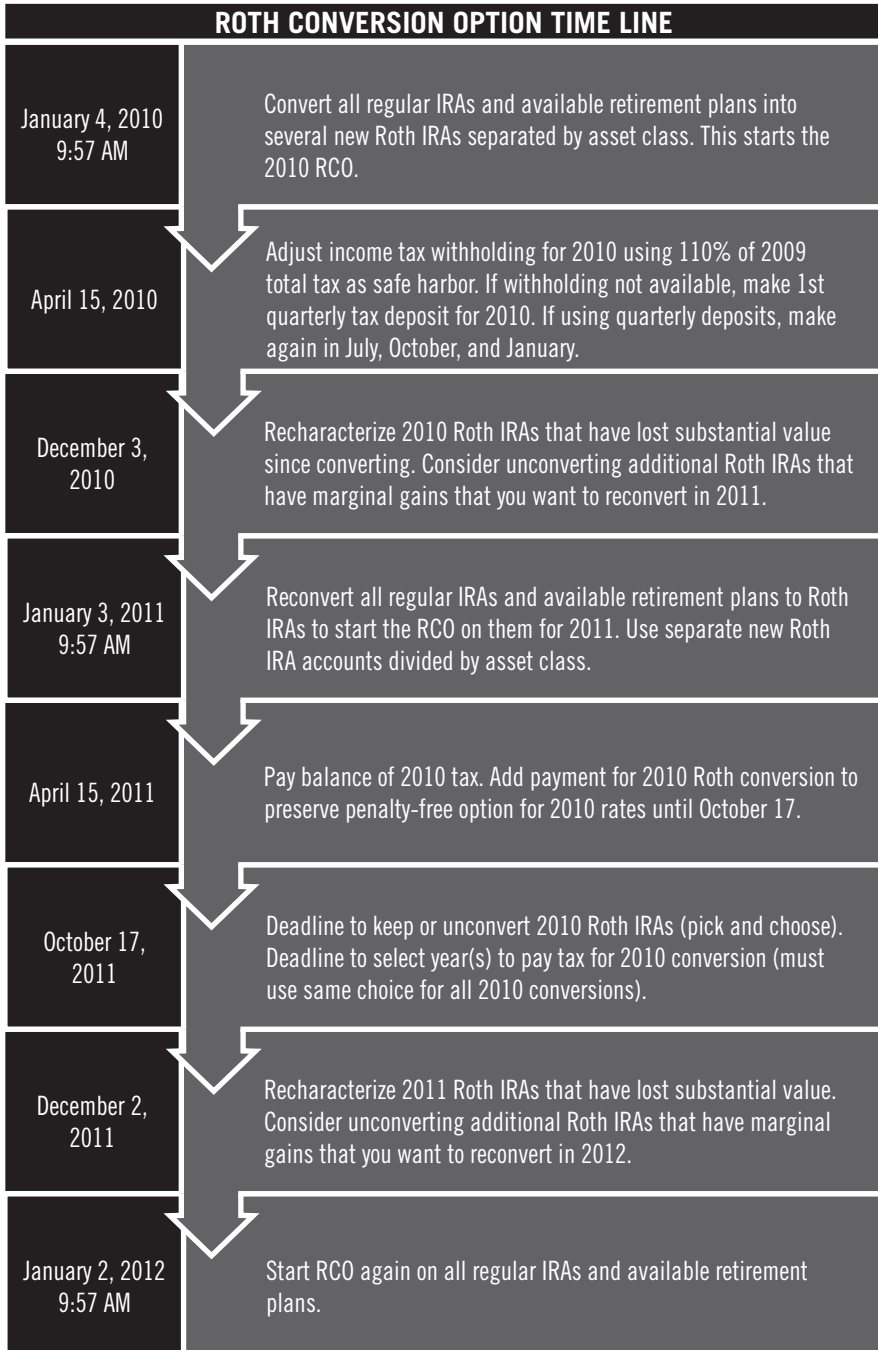 ROTH CONVERSION OPTION TIME LINE
January 4, 2010
9:57 AM
Convert all regular IRAs and available retirement plans into
several new Roth IRAs separated by asset class. This starts the
2010 RCO.
April 15, 2010
Adjust income tax withholding for 2010 using 110% of 2009
total tax as safe harbor. If withholding not available, make 1st
quarterly tax deposit for 2010. If using quarterly deposits, make
again in July, October, and January.
December 3,
2010
Recharacterize 2010 Roth IRAs that have lost substantial value
since converting. Consider unconverting additional Roth IRAs that
have marginal gains that you want to reconvert in 2011.
January 3, 2011
9:57 AM
Reconvert all regular IRAs and available retirement plans to Roth
IRAs to start the RCO on them for 2011. Use separate new Roth
IRA accounts divided by asset class.
April 15, 2011
Pay balance of 2010 tax. Add payment for 2010 Roth conversion to
preserve penalty-free option for 2010 rates until October 17.
October 17,
2011
Deadline to keep or unconvert 2010 Roth IRAs (pick and choose).
Deadline to select year(s) to pay tax for 2010 conversion (must
use same choice for all 2010 conversions).
December 2,
2011
Recharacterize 2011 Roth IRAs that have lost substantial value.
Consider unconverting additional Roth IRAs that have marginal
gains that you want to reconvert in 2012.
January 2, 2012
9:57 AM
Start RCO again on all regular IRAs and available retirement
plans.